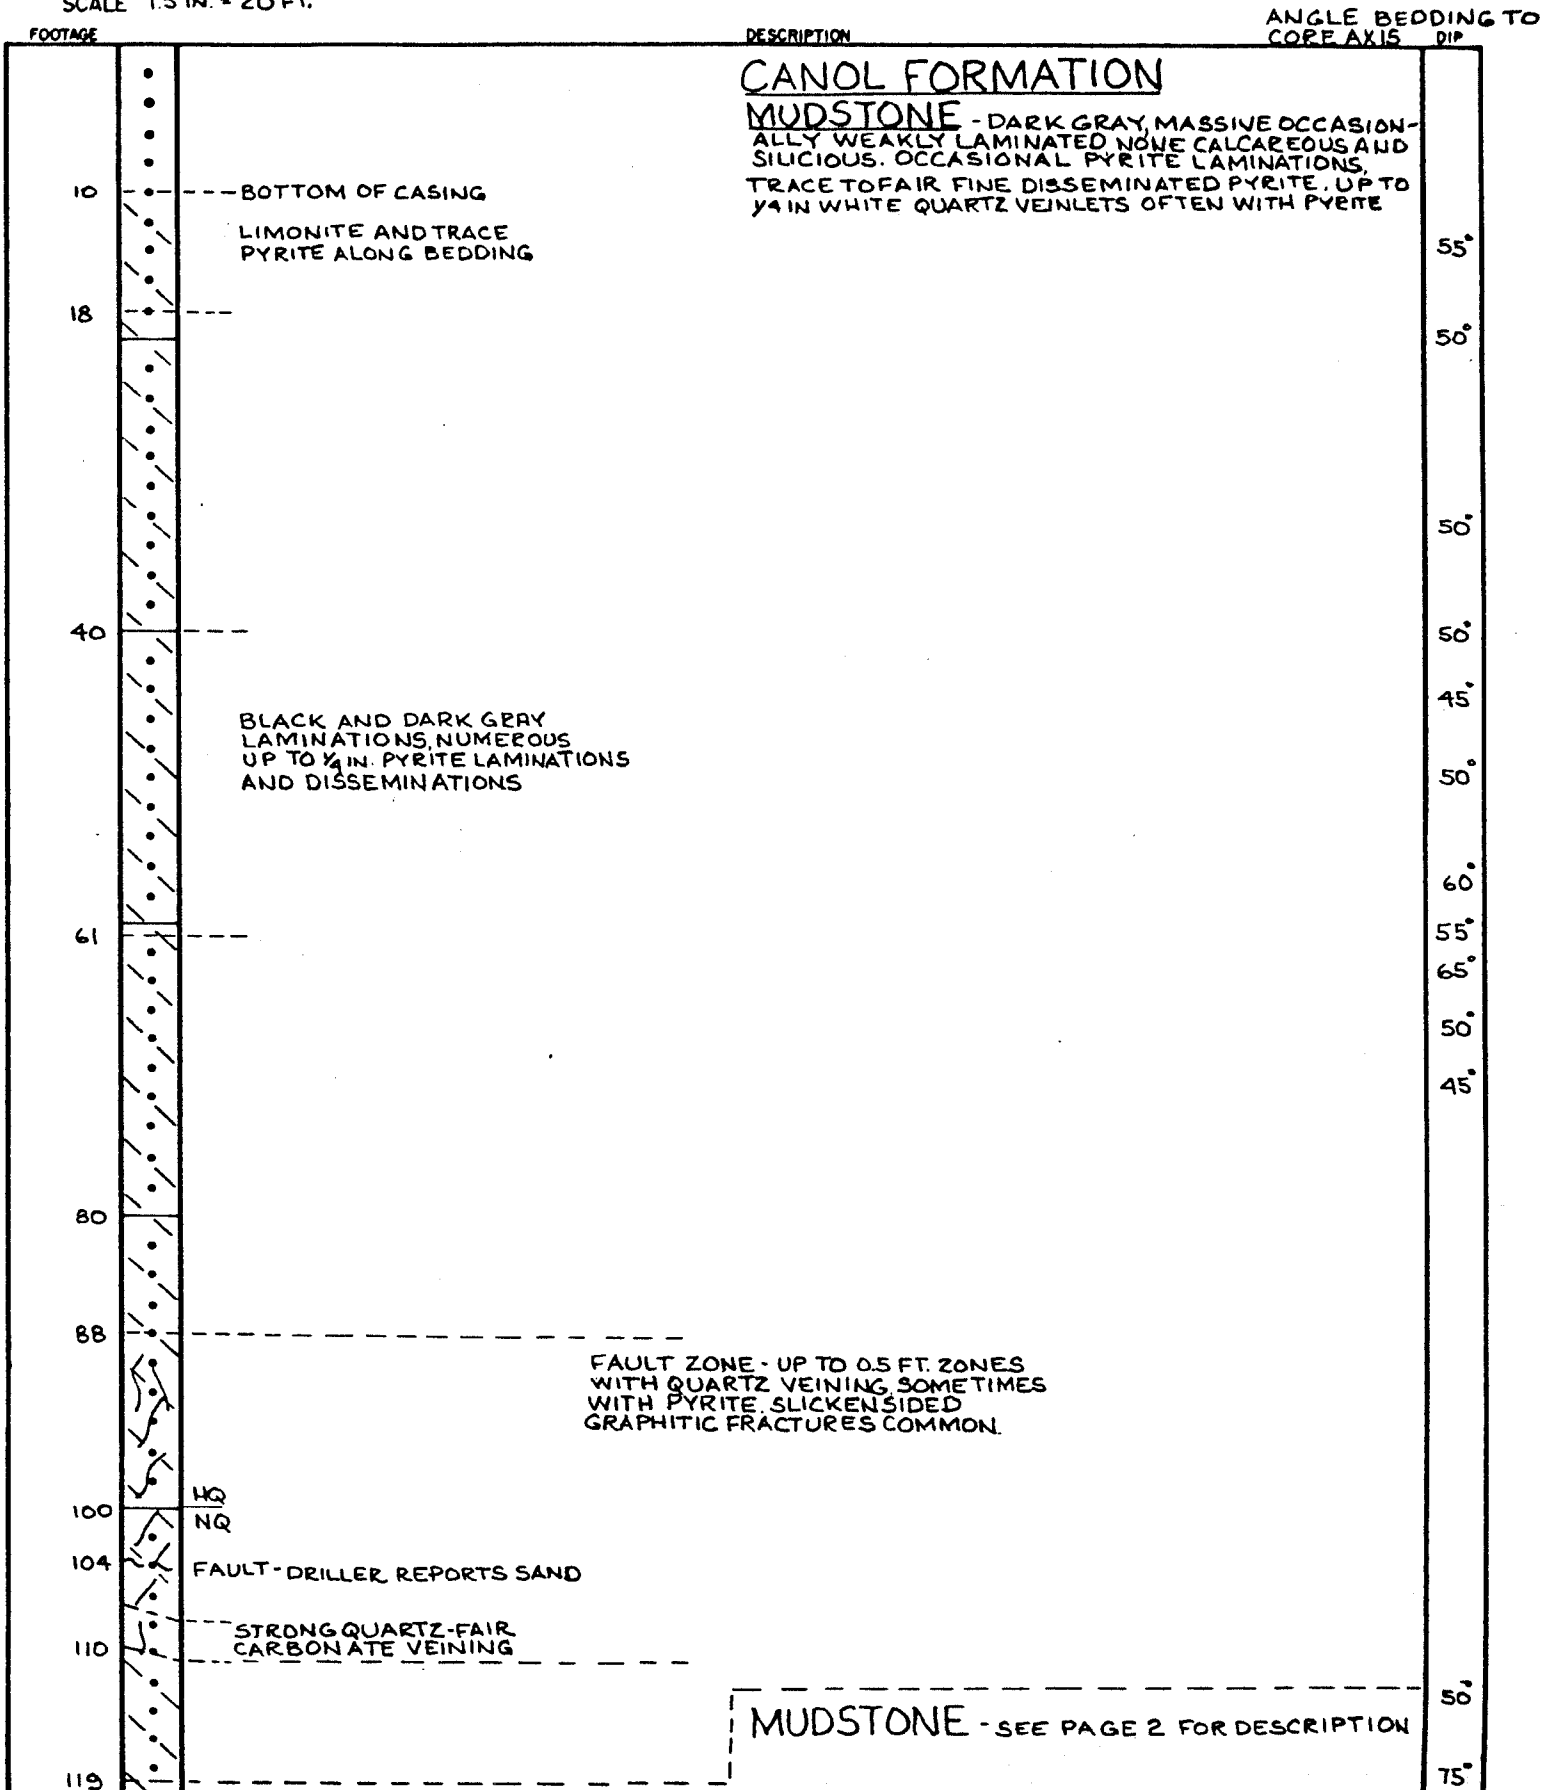 SCALE 1.5 IN. = 20 FT.
ANGLE BEDDING TO
CORE AXIS DIP
FOOTAGE
DESCRIPTION
CANOL FORMATION
MUDSTONE - DARK GRAY, MASSIVE OCCASION-
ALLY WEAKLY LAMINATED NONE CALCAREOUS AND
SILICIOUS. OCCASIONAL PYRITE LAMINATIONS,
TRACE TO FAIR FINE DISSEMINATED PYRITE. UP TO
1/4 IN WHITE QUARTZ VEINLETS OFTEN WITH PYRITE
10
BOTTOM OF CASING
LIMONITE AND TRACE
PYRITE ALONG BEDDING
55°
18
50°
50°
40
50°
45°
BLACK AND DARK GRAY
LAMINATIONS, NUMEROUS
UP TO 1/4 IN. PYRITE LAMINATIONS
AND DISSEMINATIONS
50°
60°
61
55°
65°
50°
45°
80
88
FAULT ZONE - UP TO 0.5 FT. ZONES
WITH QUARTZ VEINING, SOMETIMES
WITH PYRITE. SLICKENSIDED
GRAPHITIC FRACTURES COMMON.
HQ
100
NQ
104
FAULT - DRILLER REPORTS SAND
STRONG QUARTZ-FAIR
CARBONATE VEINING
110
50°
MUDSTONE - SEE PAGE 2 FOR DESCRIPTION
119
75°